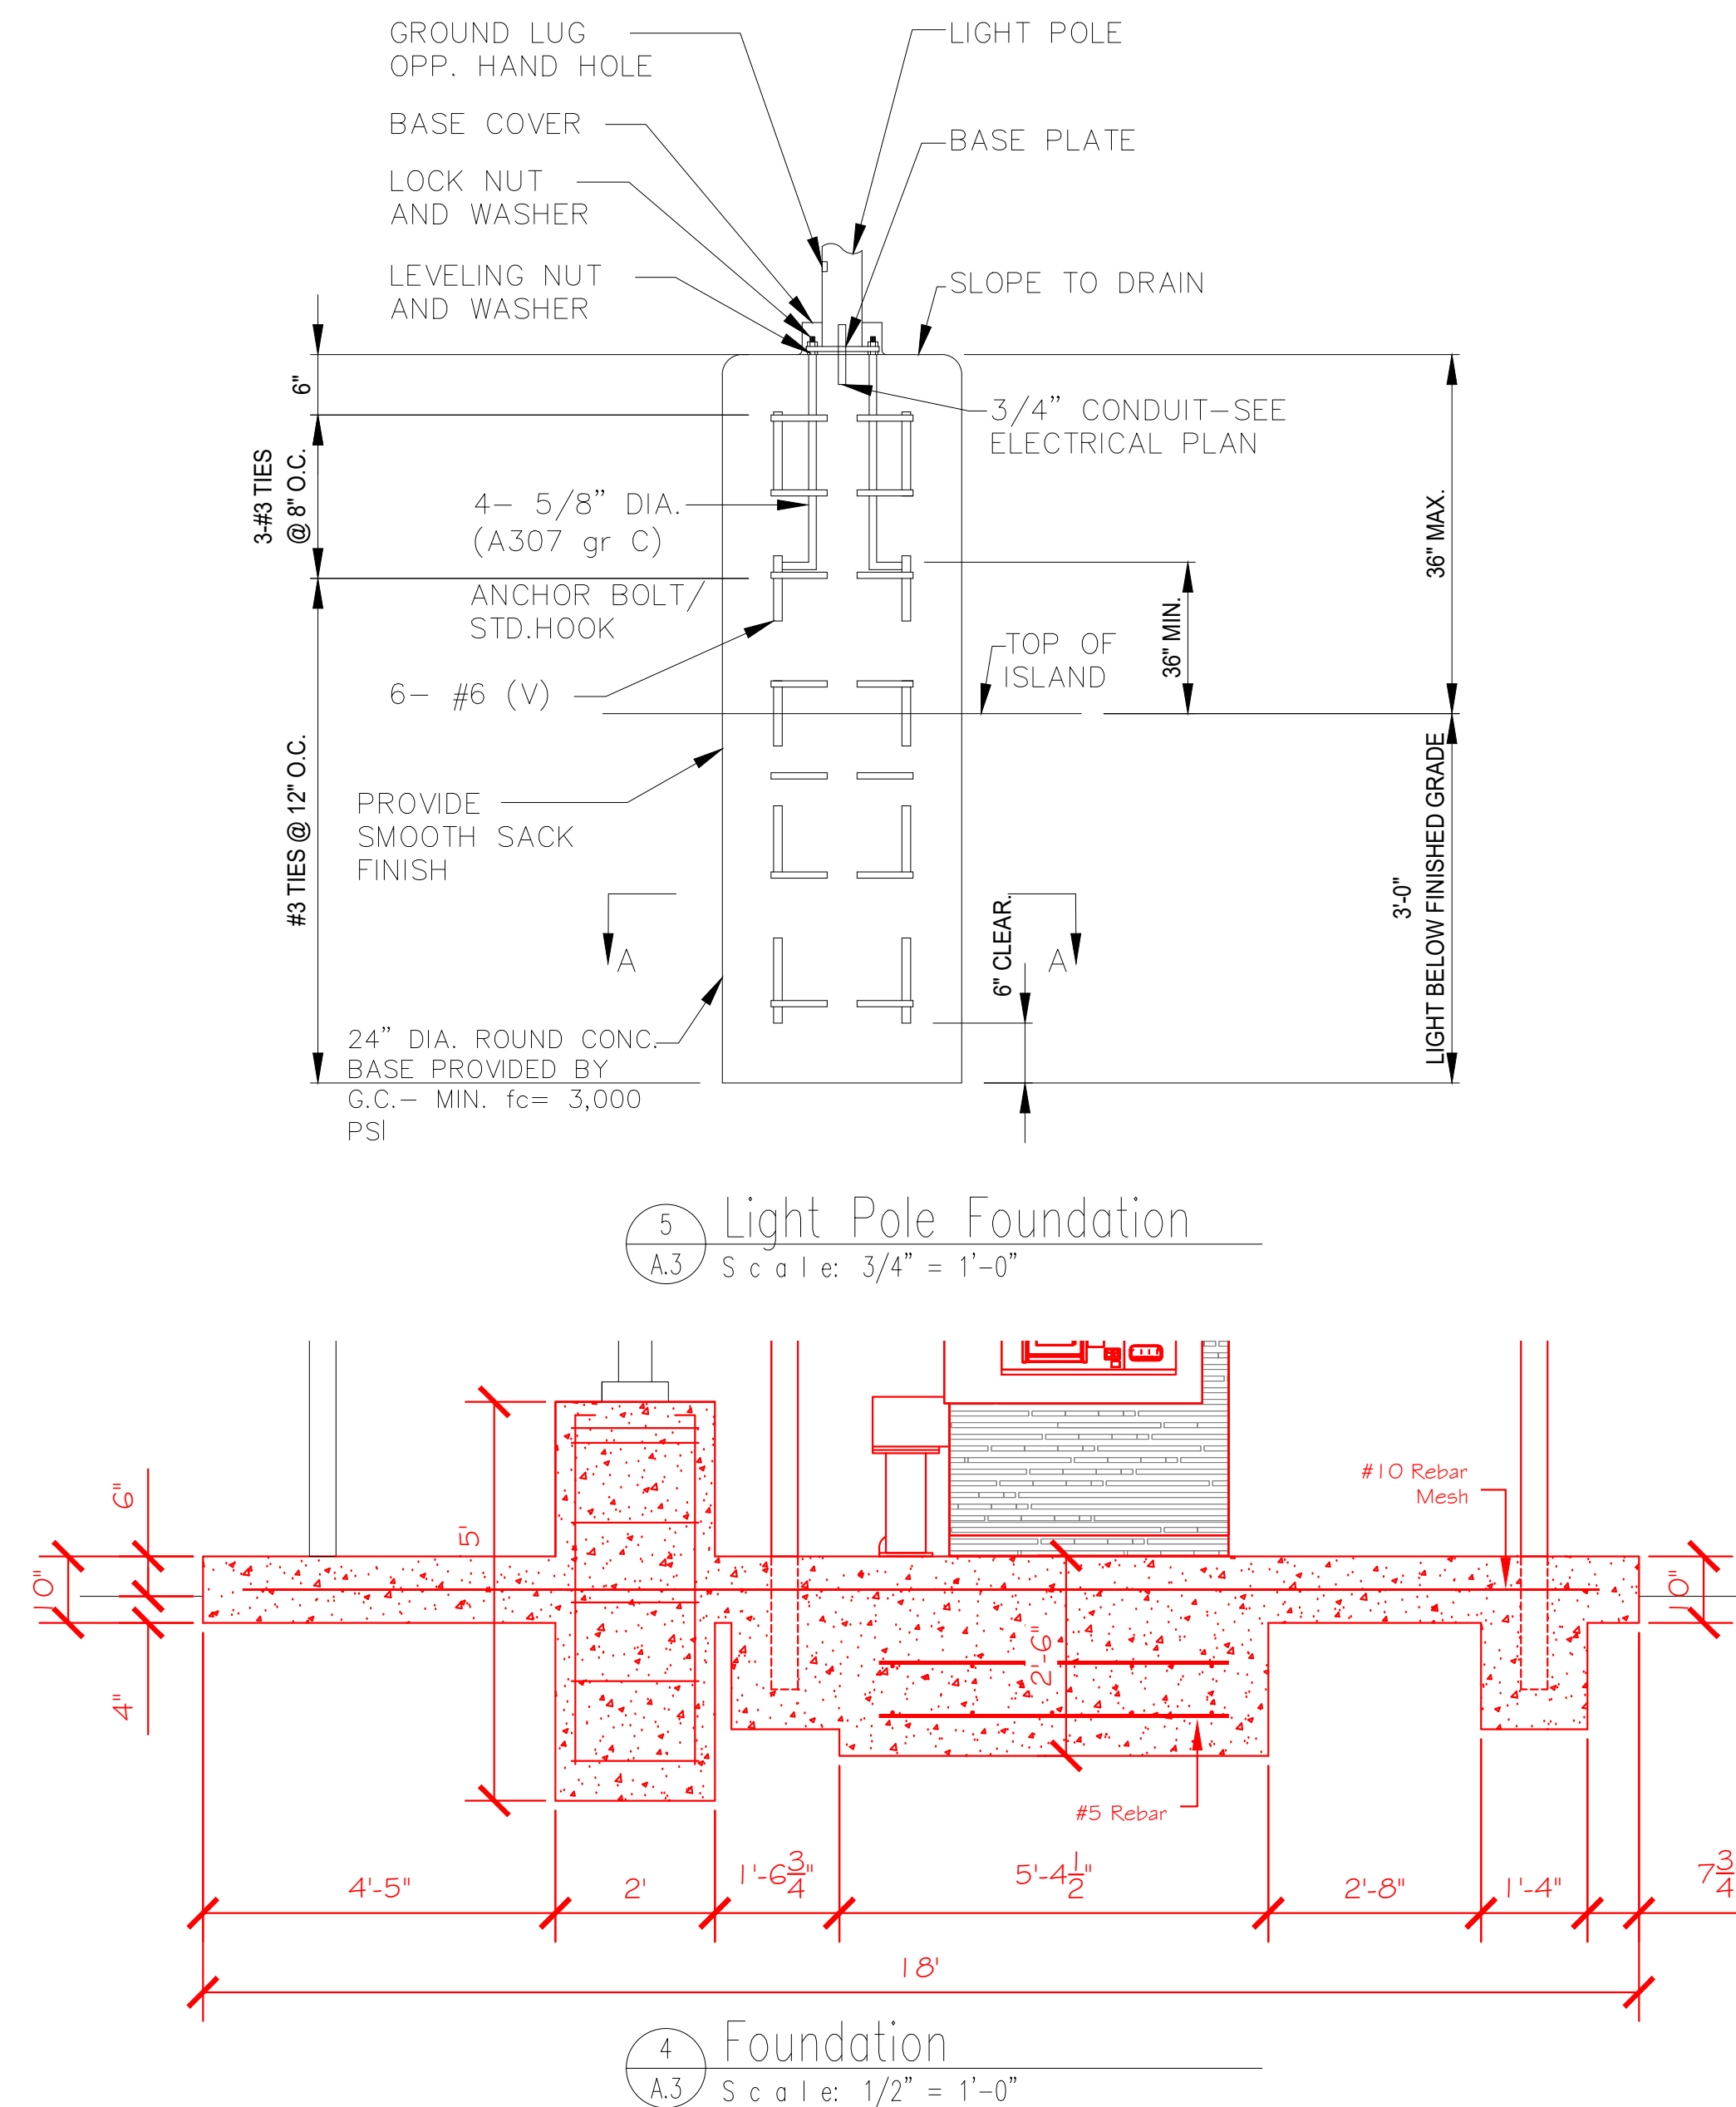 GROUND LUG
OPP. HAND HOLE
LIGHT POLE
BASE COVER
BASE PLATE
LOCK NUT
AND WASHER
LEVELING NUT
AND WASHER
SLOPE TO DRAIN
6"
3/4" CONDUIT-SEE
ELECTRICAL PLAN
3-#3 TIES
@ 8" O.C.
4- 5/8" DIA.
(A307 gr C)
ANCHOR BOLT/
STD.HOOK
36" MAX.
36" MIN.
TOP OF
ISLAND
6- #6 (V)
#3 TIES @ 12" O.C.
PROVIDE
SMOOTH SACK
FINISH
3'-0"
LIGHT BELOW FINISHED GRADE
6" CLEAR.
A
A
24" DIA. ROUND CONC.
BASE PROVIDED BY
G.C.- MIN. fc= 3,000
PSI
5
A.3
Light Pole Foundation
Scale: 3/4" = 1'-0"
#10 Rebar
Mesh
6"
10"
4"
5'
2'-6"
10"
#5 Rebar
4'-5"
2'
1'-6 3/4"
5'-4 1/2"
2'-8"
1'-4"
7 3/4
18'
4
A.3
Foundation
Scale: 1/2" = 1'-0"